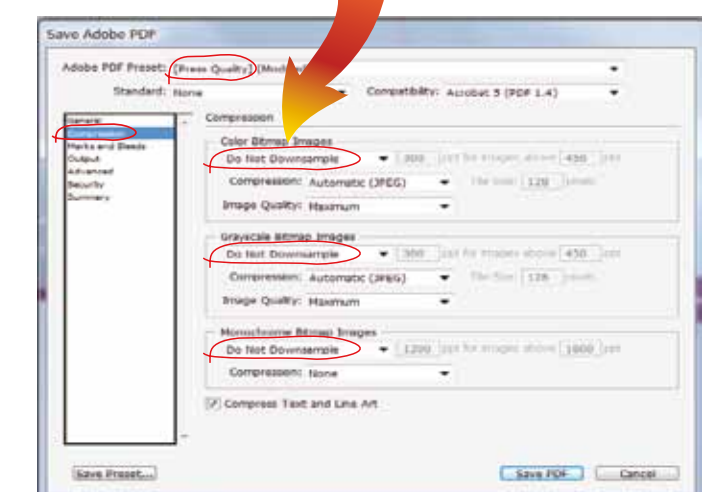 Save Adobe PDF
Adobe PDF Preset: [Press Quality]
Standard: None Compatibility: Acrobat 5 (PDF 1.4)
General
Compression
Marks and Bleeds
Output
Advanced
Security
Summary
Compression
Color Bitmap Images
Do Not Downsample 300 ppi for images above 450 ppi
Compression: Automatic (JPEG) Tile Size: 128 pixels
Image Quality: Maximum
Grayscale Bitmap Images
Do Not Downsample 300 ppi for images above 450 ppi
Compression: Automatic (JPEG) Tile Size: 128 pixels
Image Quality: Maximum
Monochrome Bitmap Images
Do Not Downsample 1200 ppi for images above 1800 ppi
Compression: None
Compress Text and Line Art
Save Preset... Save PDF Cancel